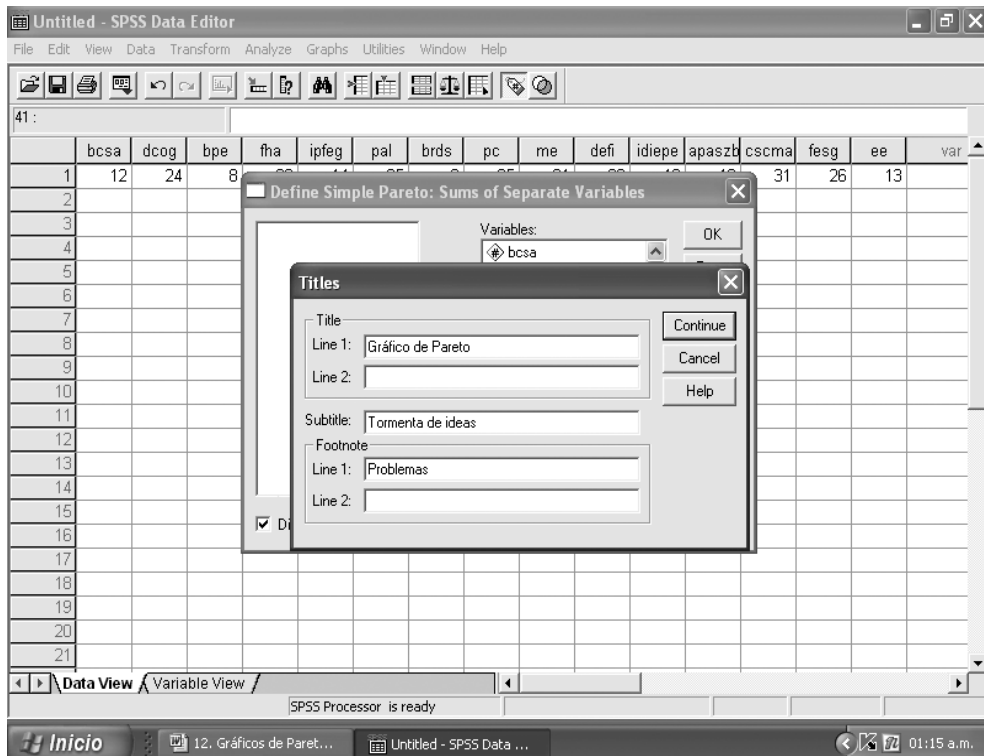 Untitled - SPSS Data Editor
File Edit View Data Transform Analyze Graphs Utilities Window Help
41 :
bcsa dcog bpe fha ipfeg pal brds pc me defi idiepe apaszb cscma fesg ee var
1 12 24 8 31 26 13
Define Simple Pareto: Sums of Separate Variables
2
3 Variables: OK
4 bcsa
5
6 Titles
7 Title Continue
8 Line 1: Gráfico de Pareto
9 Cancel
Line 2:
10 Help
11
12 Subtitle: Tormenta de ideas
Footnote
13 Line 1: Problemas
14
Line 2:
15 Di
16
17
18
19
20
21
Data View Variable View
SPSS Processor is ready
Inicio 12. Gráficos de Paret... Untitled - SPSS Data ... 01:15 a.m.